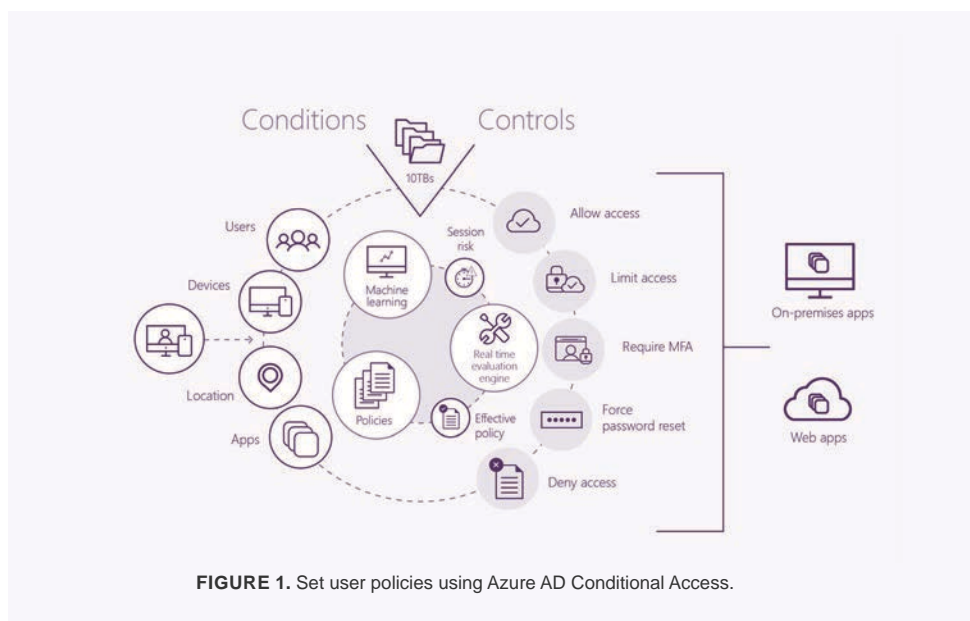 Conditions
Controls
10TBs
Users
Devices
Location
Apps
Machine
learning
Session
risk
Policies
Real time
evaluation
engine
Effective
policy
Allow access
Limit access
Require MFA
Force
password reset
Deny access
On-premises apps
Web apps
FIGURE 1. Set user policies using Azure AD Conditional Access.